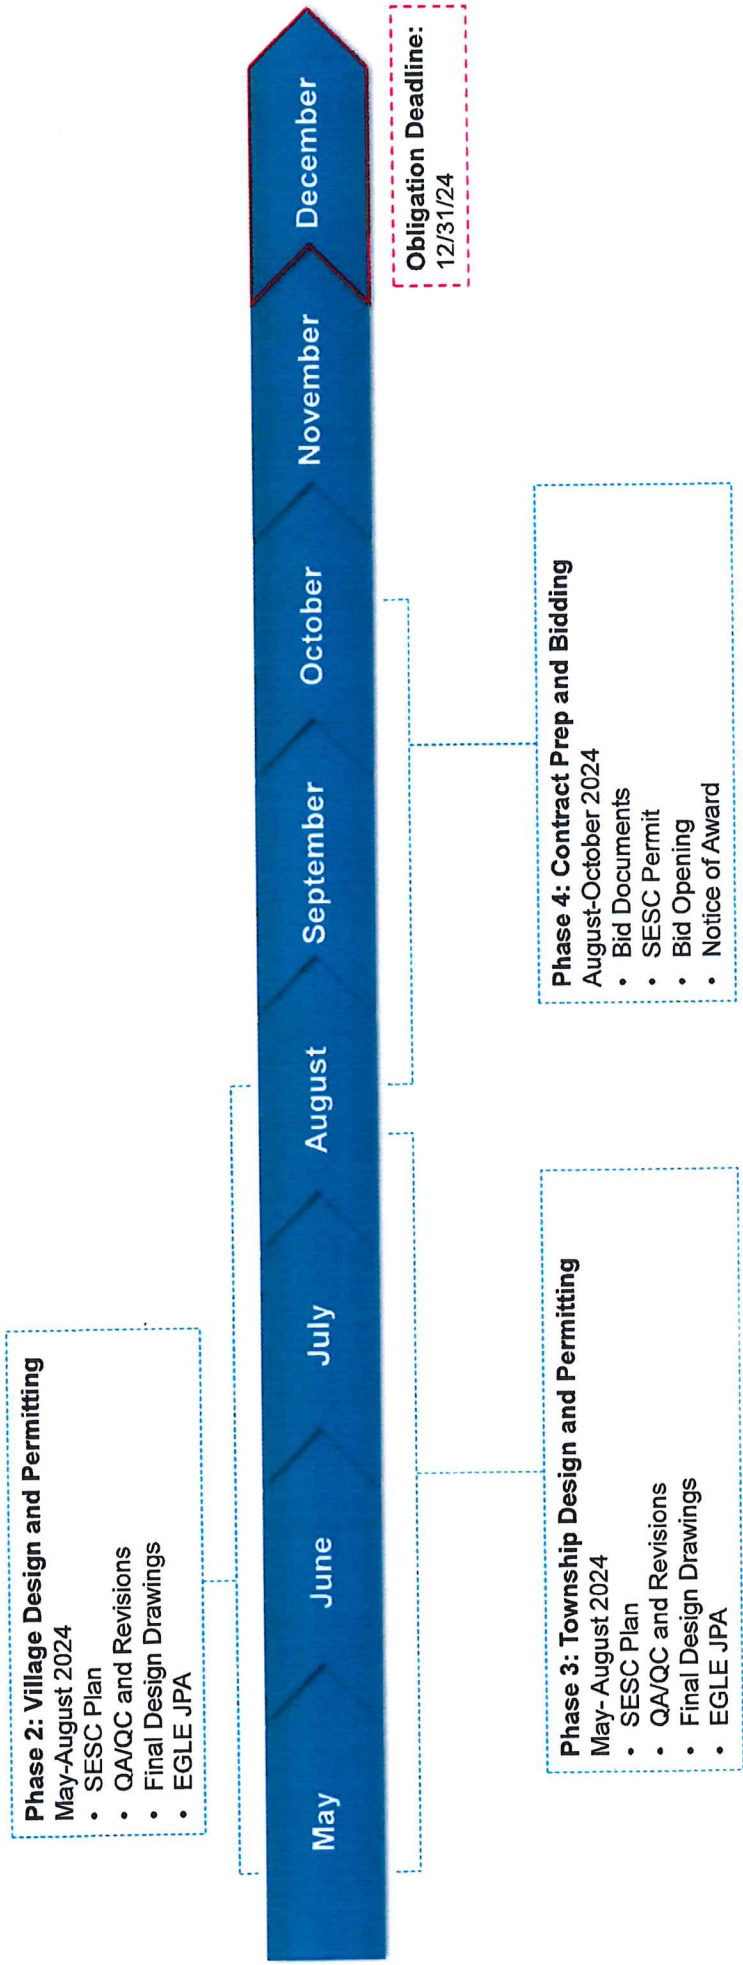 Phase 2: Village Design and Permitting
May-August 2024
• SESC Plan
• QA/QC and Revisions
• Final Design Drawings
• EGLE JPA
May
June
July
August
September
October
November
December
Obligation Deadline:
12/31/24
Phase 3: Township Design and Permitting
May- August 2024
• SESC Plan
• QA/QC and Revisions
• Final Design Drawings
• EGLE JPA
Phase 4: Contract Prep and Bidding
August-October 2024
• Bid Documents
• SESC Permit
• Bid Opening
• Notice of Award